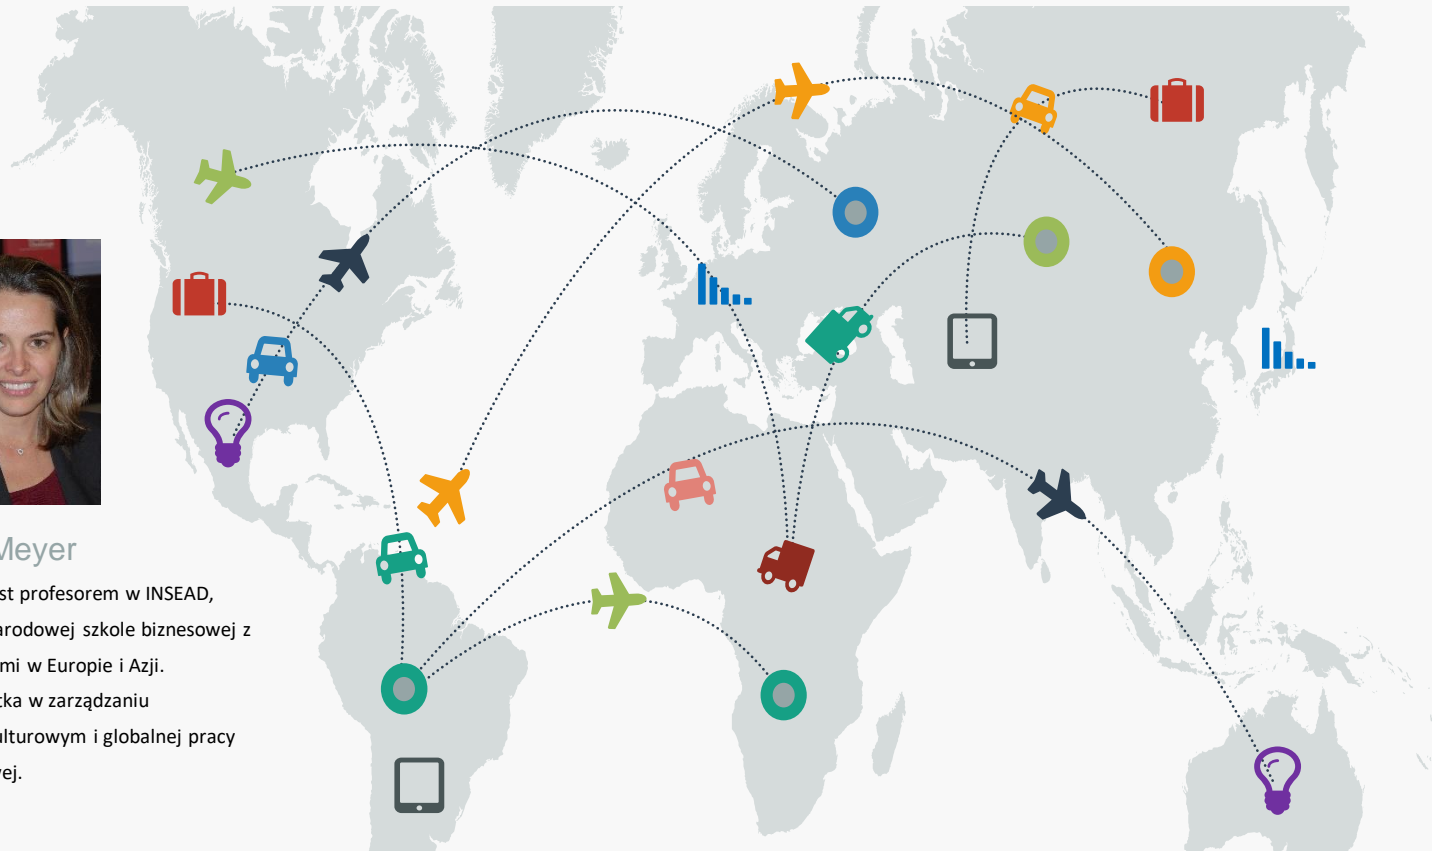 Meyer
st profesorem w INSEAD,
arodowej szkole biznesowej z
mi w Europie i Azji.
tka w zarządzaniu
ulturowym i globalnej pracy
ej.